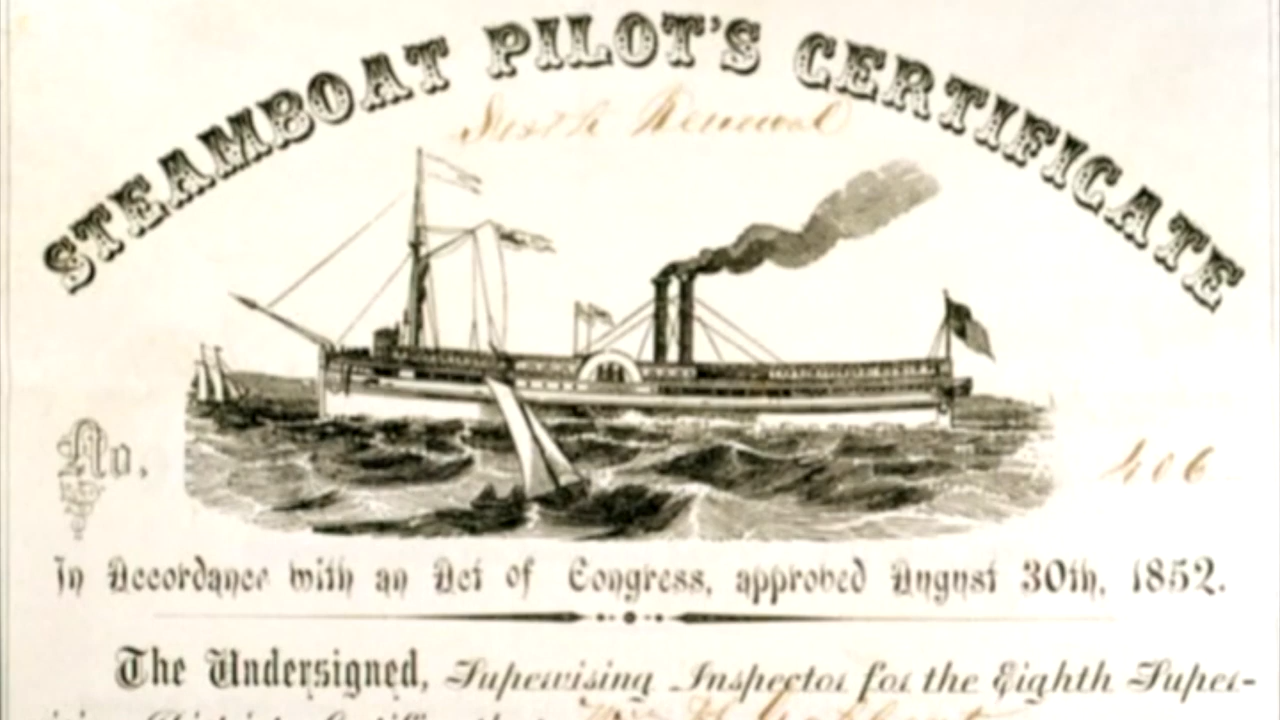 STEAMBOAT PILOT'S CERTIFICATE
Sixth Renewal
No. 406
In Accordance with an Act of Congress, approved August 30th, 1852.
The Undersigned, Supervising Inspector for the Eighth Super-